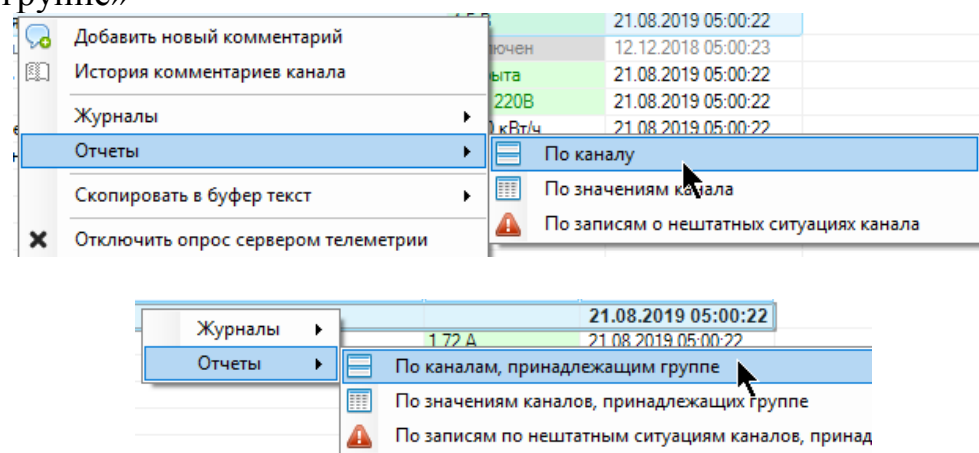 группе»
21.08.2019 05:00:22
Добавить новый комментарий
12.12.2018 05:00:23
История комментариев канала
21.08.2019 05:00:22
220В 21.08.2019 05:00:22
Журналы
кВт/ч 21.08.2019 05:00:22
Отчеты
По каналу
Скопировать в буфер текст
По значениям канала
Отключить опрос сервером телеметрии
По записям о нештатных ситуациях канала
21.08.2019 05:00:22
Журналы
1.72 А 21.08.2019 05:00:22
Отчеты
По каналам, принадлежащим группе
По значениям каналов, принадлежащих группе
По записям по нештатным ситуациям каналов, принад